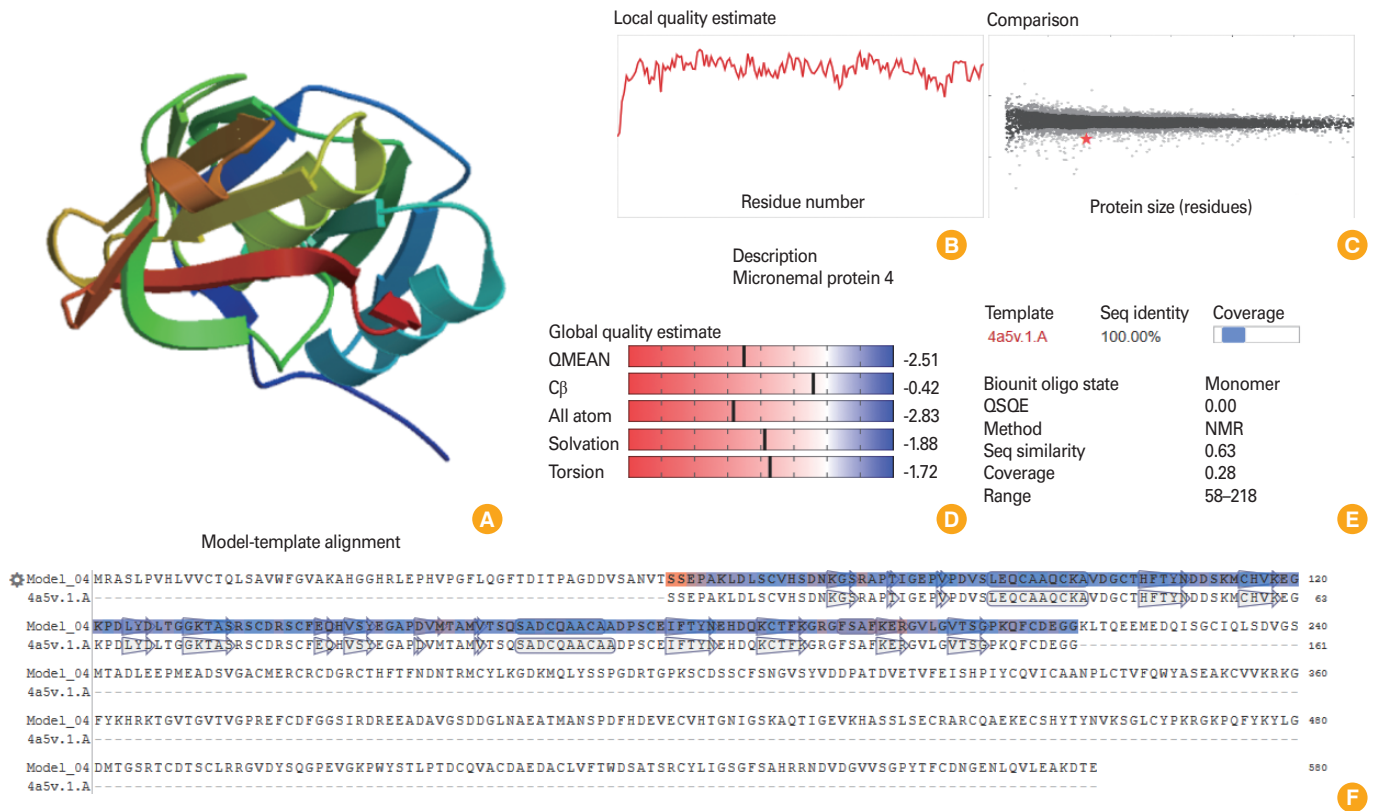 Local quality estimate
Comparison
Residue number
Protein size (residues)
A
B
C
Description
Micronemal protein 4
Global quality estimate
QMEAN -2.51
Cβ -0.42
All atom -2.83
Solvation -1.88
Torsion -1.72
D
Template Seq identity Coverage
4a5v.1.A 100.00%
Biounit oligo state Monomer
QSQE 0.00
Method NMR
Seq similarity 0.63
Coverage 0.28
Range 58–218
E
Model-template alignment
Model_04 MRASLPVHLVVCTQLSAVWFGVAKAHGGHRLEPHVPGFLQGFTDITPAGDDVSANVTSSEPAKLDLSCVHSDNKGSRAPTIGEPVPDVSLEQCAAQCKAVDGCTHFTYNDDSKMCHVKEG 120
4a5v.1.A SSEPAKLDLSCVHSDNKGSRAPTIGEPVPDVSLEQCAAQCKAVDGCTHFTYNDDSKMCHVKEG 63
Model_04 KPDLYDLTGGKTASRSCDRSCFEQHVSYEGAPDVMTAMVTSQSADCQAACAADPSCEIFTYNEHDQKCTFKGRGFSAFKERGVLGVTSGPKQFCDEGGKLTQEEMEDQISGCIQLSDVGS 240
4a5v.1.A KPDLYDLTGGKTASRSCDRSCFEQHVSYEGAPDVMTAMVTSQSADCQAACAADPSCEIFTYNEHDQKCTFKGRGFSAFKERGVLGVTSGPKQFCDEGG 161
Model_04 MTADLEEPMEADSVGACMERCRCDGRCTHFTFNDNTRMCYLKGDKMQLYSSPGDRTGPKSCDSSCFSNGVSYVDDPATDVETVFEISHPIYCQVICAANPLCTVFQWYASEAKCVVKRKG 360
4a5v.1.A
Model_04 FYKHRKTGVTGVTVGPREFCDFGGSIRDREEADAVGSDDGLNAEATMANSPDFHDEVECVHTGNIGSKAQTIGEVKHASSLSECRARCQAEKECSHYTYNVKSGLCYPKRGKPQFYKYLG 480
4a5v.1.A
Model_04 DMTGSRTCDTSCLRRGVDYSQGPEVGKPWYSTLPTDCQVACDAEDACLVFTWDSATSRCYLIGSGFSAHRRNDVDGVVSGPYTFCDNGENLQVLEAKDTE 580
4a5v.1.A
F